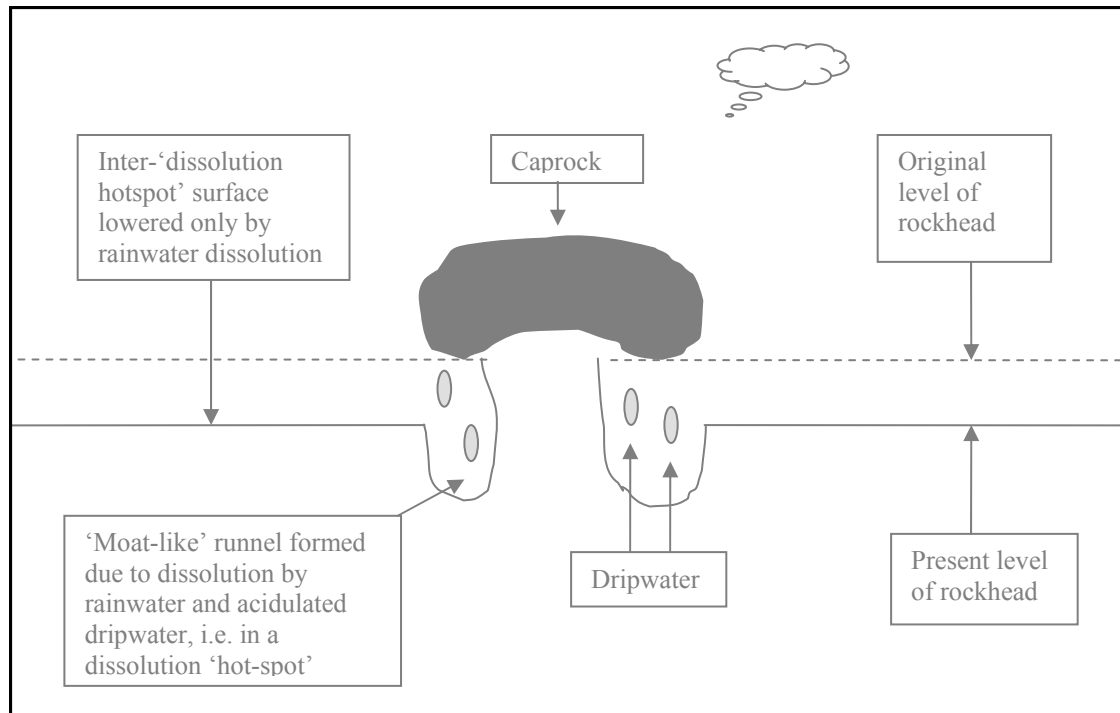 Inter-‘dissolution
hotspot’ surface
lowered only by
rainwater dissolution
Caprock
Original
level of
rockhead
‘Moat-like’ runnel formed
due to dissolution by
rainwater and acidulated
dripwater, i.e. in a
dissolution ‘hot-spot’
Dripwater
Present level
of rockhead